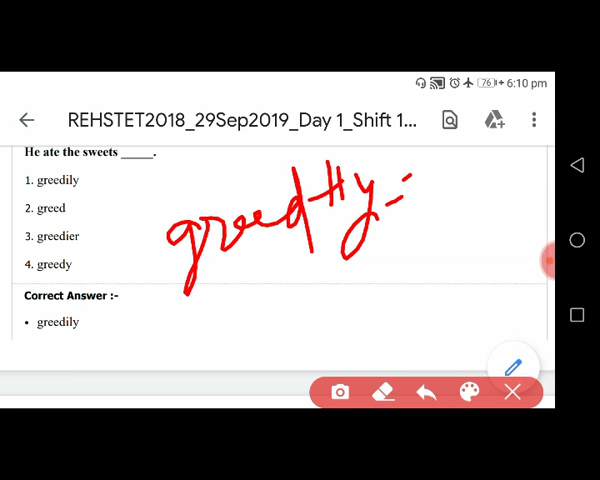 76 6:10 pm
REHSTET2018_29Sep2019_Day 1_Shift 1...
He ate the sweets _____.
1. greedily
2. greed
3. greedier
4. greedy
Correct Answer :-
• greedily